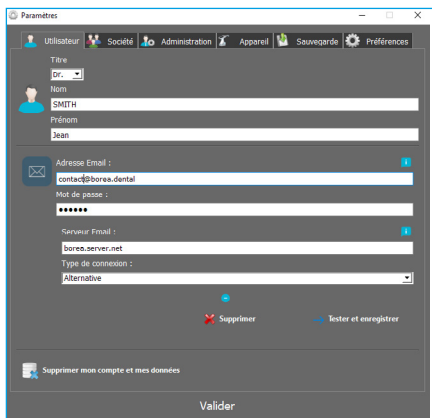 Paramètres
Utilisateur Société Administration Appareil Sauvegarde Préférences
Titre
Dr.
Nom
SMITH
Prénom
Jean
Adresse Email :
contact@borea.dental
Mot de passe :
••••••
Serveur Email :
borea.server.net
Type de connexion :
Alternative
Supprimer Tester et enregistrer
Supprimer mon compte et mes données
Valider